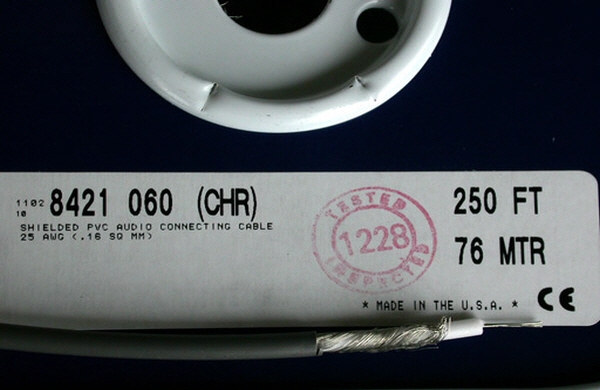 1102
10
8421 060 (CHR)
SHIELDED PVC AUDIO CONNECTING CABLE
25 AWG (.16 SQ MM)
TESTED
1228
INSPECTED
250 FT
76 MTR
* MADE IN THE U.S.A. * CE